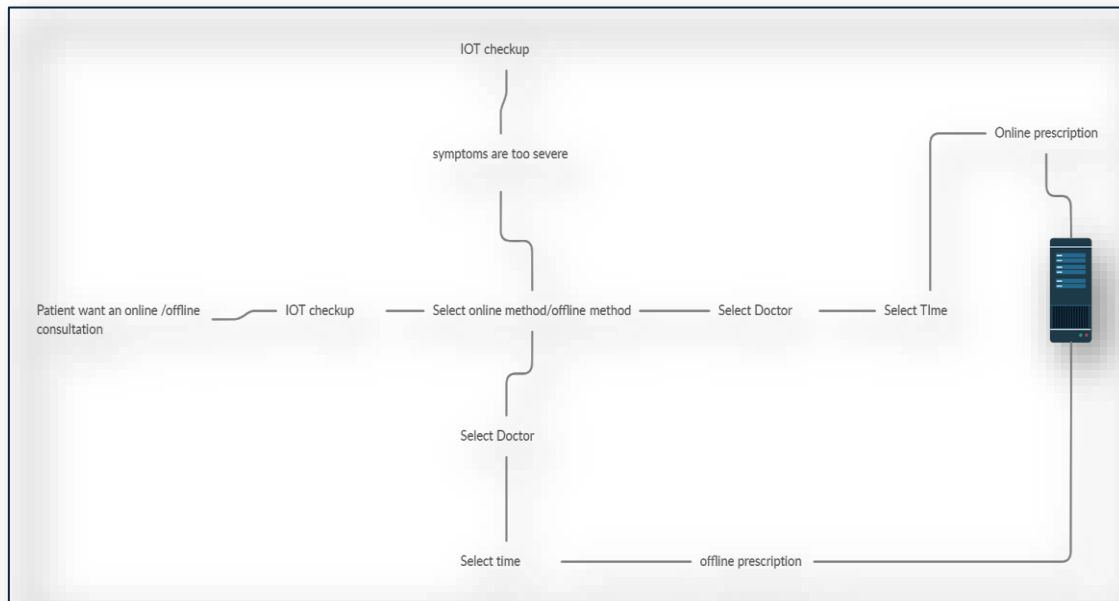 IOT checkup
Online prescription
symptoms are too severe
Patient want an online /offline
consultation
IOT checkup
Select online method/offline method
Select Doctor
Select TIme
Select Doctor
Select time
offline prescription